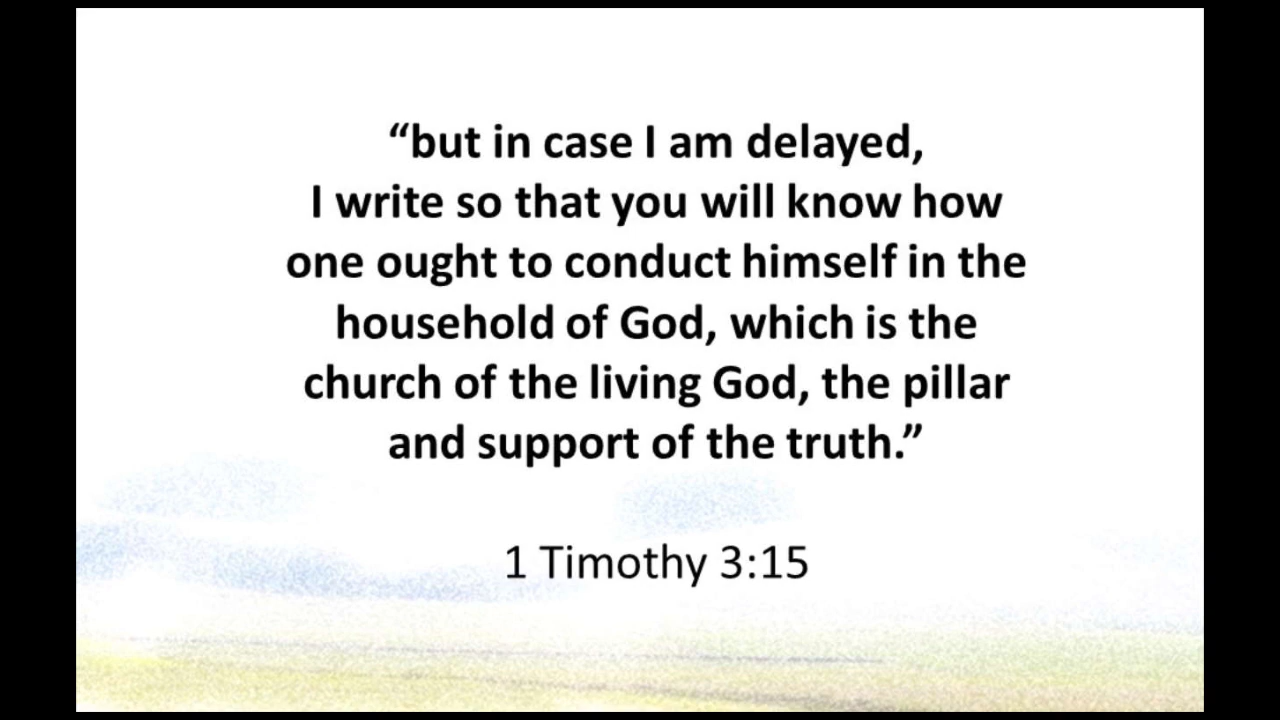 “but in case I am delayed,
I write so that you will know how
one ought to conduct himself in the
household of God, which is the
church of the living God, the pillar
and support of the truth.”
1 Timothy 3:15